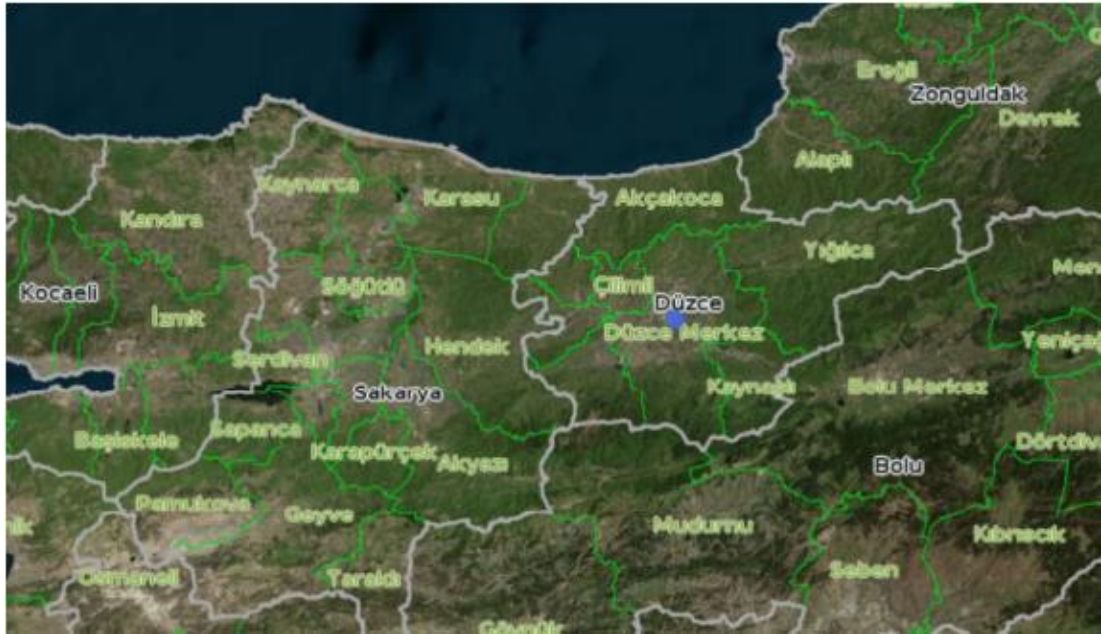 Ereğli
Zonguldak
Devrek
Alaplı
Kaynarca
Karasu
Akçakoca
Kandıra
Yığılca
Kocaeli
Söğütlü
Çilimli
Düzce
İzmit
Düzce Merkez
Hendek
Serdivan
Kaynaşlı
Bolu Merkez
Sakarya
Başiskele
Sapanca
Karapürçek
Akyazı
Bolu
Pamukova
Geyve
Mudurnu
Kıbrıscık
Osmaneli
Taraklı
Seben